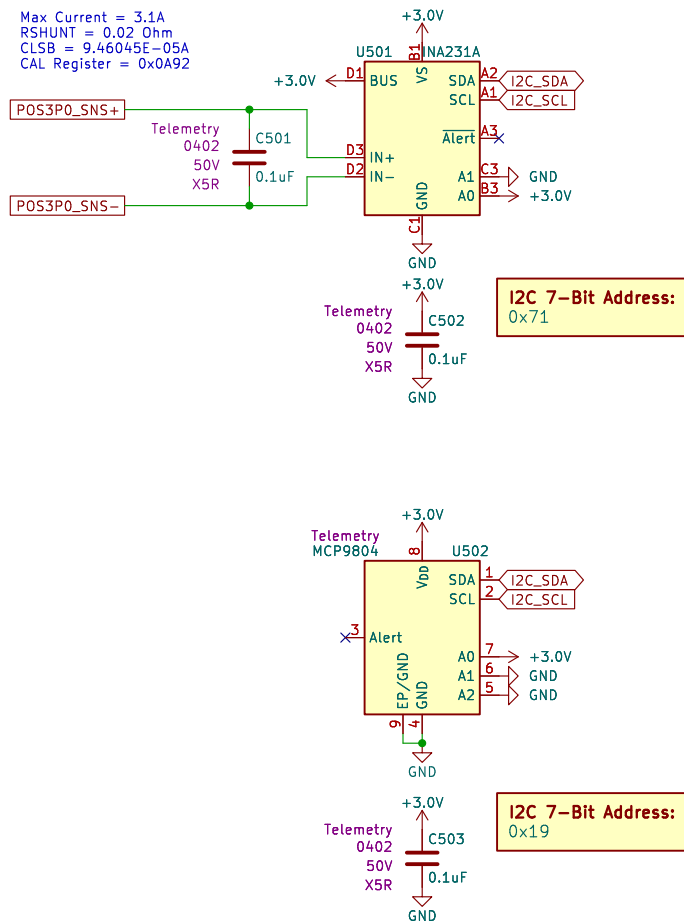 Max Current = 3.1A
RSHUNT = 0.02 Ohm
CLSB = 9.46045E-05A
CAL Register = 0x0A92
+3.0V
U501
INA231A
B1
VS
+3.0V
D1
BUS
SDA
A2
I2C_SDA
SCL
A1
I2C_SCL
POS3P0_SNS+
Telemetry
0402
50V
X5R
C501
0.1uF
Alert
A3
D3
IN+
D2
IN-
A1
C3
GND
A0
B3
+3.0V
POS3P0_SNS-
GND
C1
GND
+3.0V
Telemetry
0402
50V
X5R
C502
0.1uF
GND
I2C 7-Bit Address:
0x71
+3.0V
Telemetry
MCP9804
U502
8
VDD
SDA
1
I2C_SDA
SCL
2
I2C_SCL
3
Alert
A0
7
+3.0V
A1
6
GND
A2
5
GND
EP/GND
GND
9
4
GND
+3.0V
Telemetry
0402
50V
X5R
C503
0.1uF
GND
I2C 7-Bit Address:
0x19